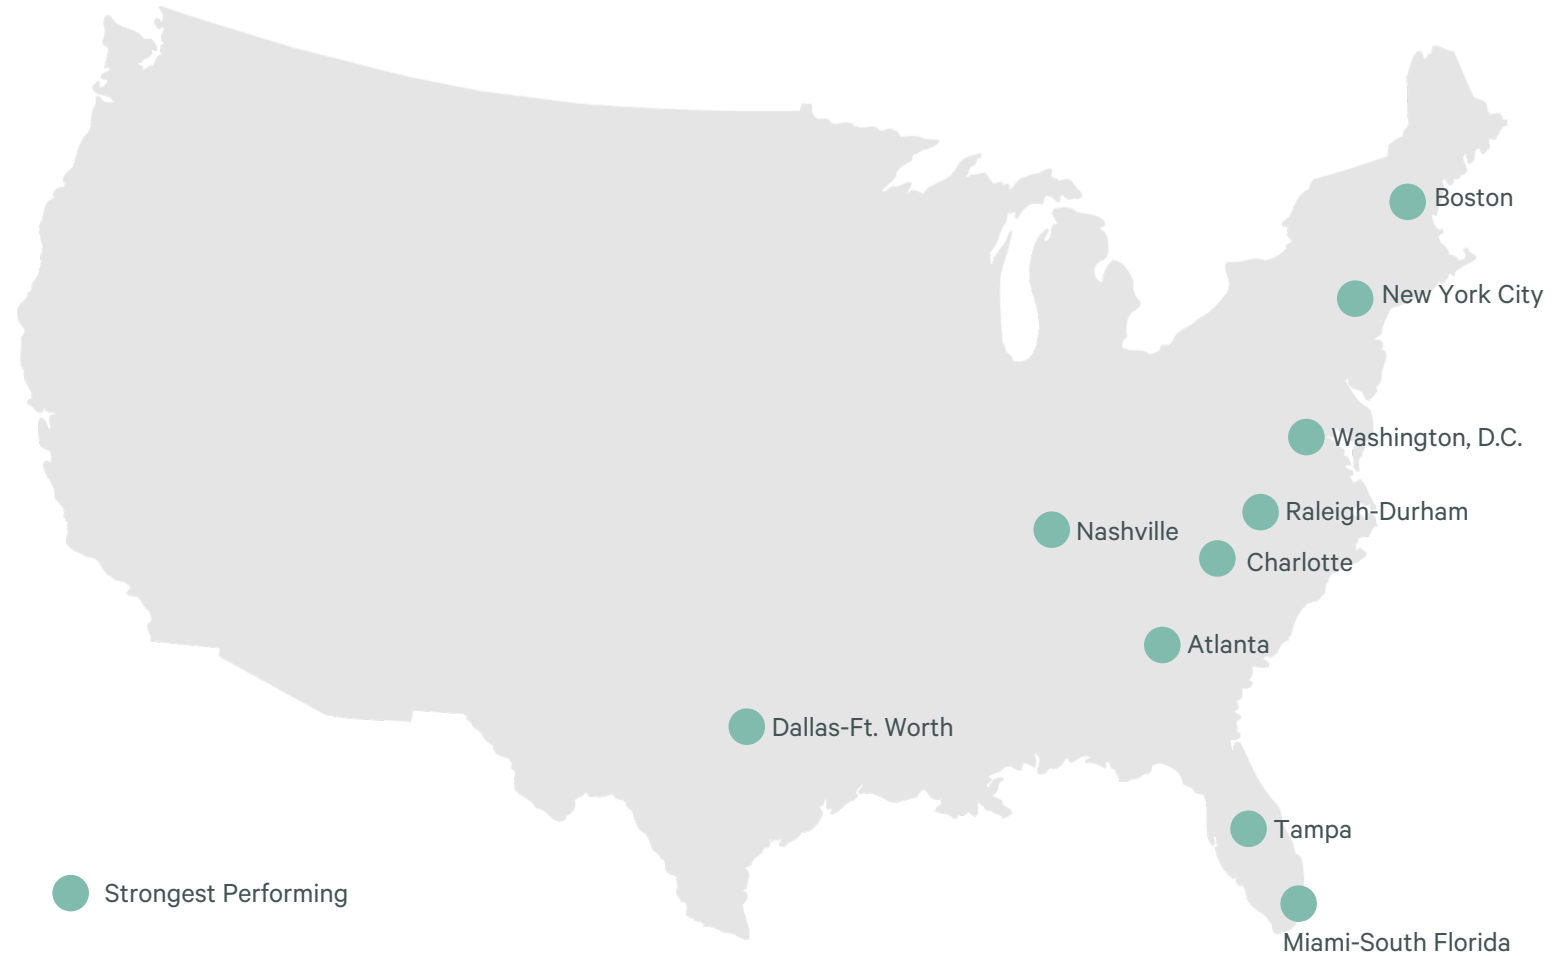 Boston
New York City
Washington, D.C.
Raleigh-Durham
Nashville
Charlotte
Atlanta
Dallas-Ft. Worth
Tampa
Strongest Performing
Miami-South Florida